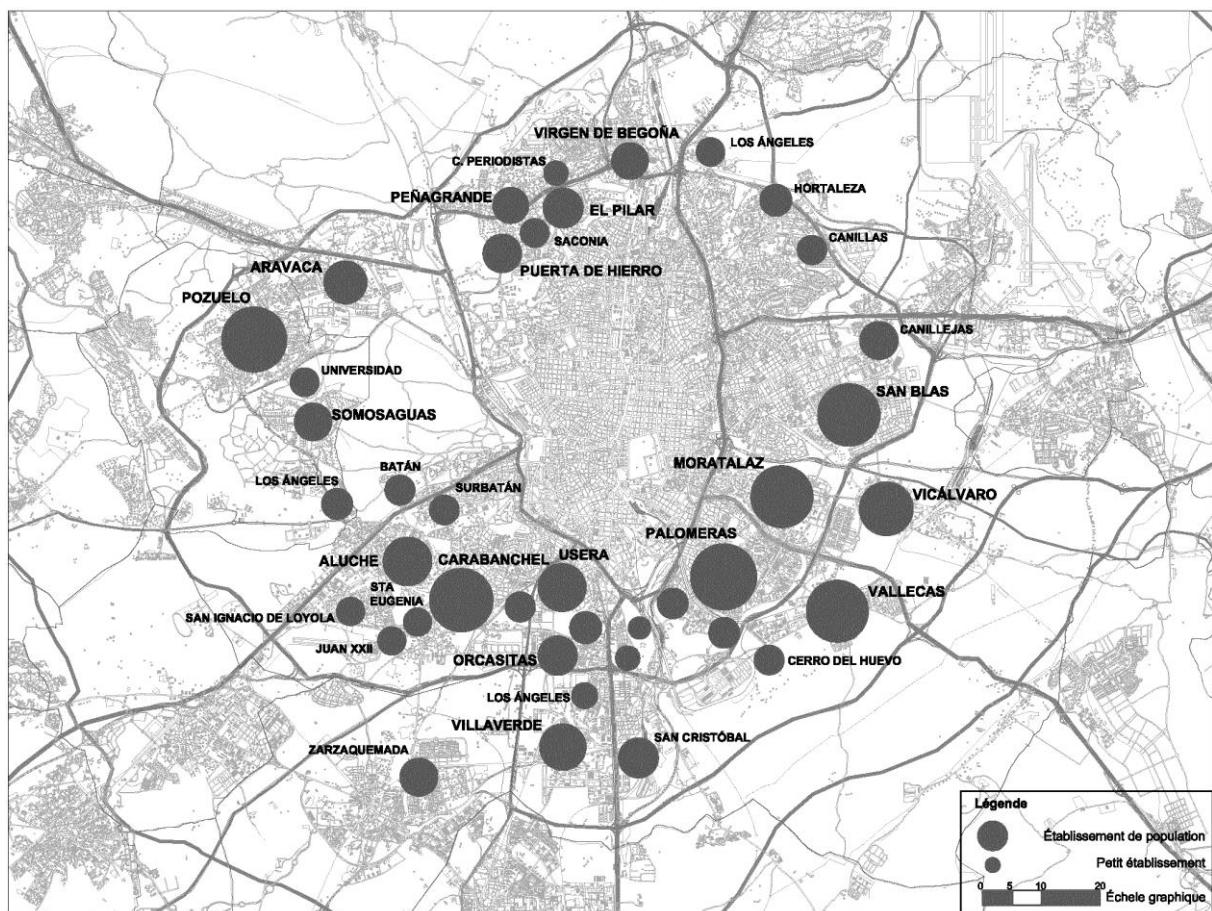 VIRGEN DE BEGOÑA
LOS ÁNGELES
C. PERIODISTAS
PEÑAGRANDE
HORTALEZA
EL PILAR
SACONIA
CANILLAS
PUERTA DE HIERRO
ARAVACA
POZUELO
CANILLEJAS
UNIVERSIDAD
SAN BLAS
SOMOSAGUAS
MORATALAZ
BATÁN
LOS ÁNGELES
SURBATÁN
VICÁLVARO
PALOMERAS
ALUCHE
CARABANCHEL
USERA
STA
EUGENIA
VALLECAS
SAN IGNACIO DE LOYOLA
JUAN XXII
ORCASITAS
CERRO DEL HUEVO
LOS ÁNGELES
VILLAVERDE
SAN CRISTÓBAL
ZARZAQUEMADA
Légende
Établissement de population
Petit établissement
0 5 10 20
Échele graphique